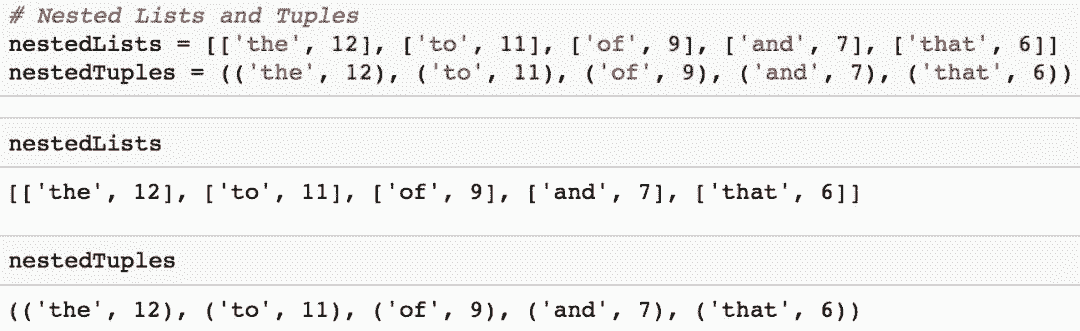 # Nested Lists and Tuples
nestedLists = [['the', 12], ['to', 11], ['of', 9], ['and', 7], ['that', 6]]
nestedTuples = (('the', 12), ('to', 11), ('of', 9), ('and', 7), ('that', 6))
nestedLists
[['the', 12], ['to', 11], ['of', 9], ['and', 7], ['that', 6]]
nestedTuples
(('the', 12), ('to', 11), ('of', 9), ('and', 7), ('that', 6))